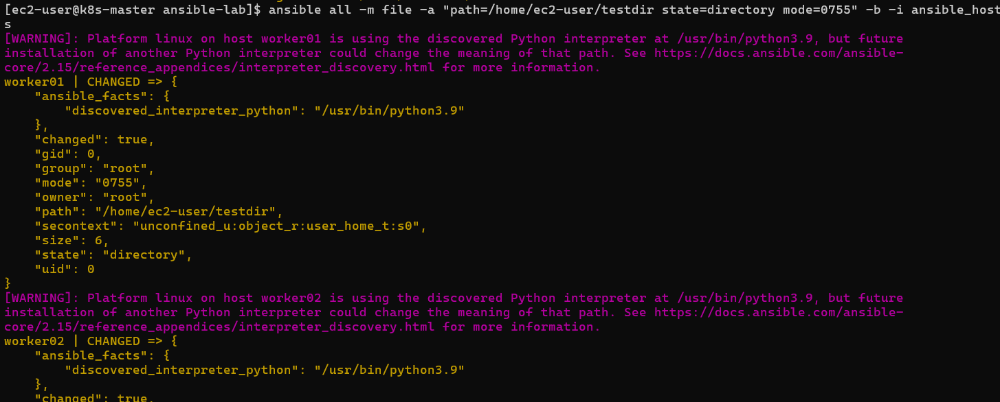 [ec2-user@k8s-master ansible-lab]$ ansible all -m file -a "path=/home/ec2-user/testdir state=directory mode=0755" -b -i ansible_host
s
[WARNING]: Platform linux on host worker01 is using the discovered Python interpreter at /usr/bin/python3.9, but future
installation of another Python interpreter could change the meaning of that path. See https://docs.ansible.com/ansible-
core/2.15/reference_appendices/interpreter_discovery.html for more information.
worker01 | CHANGED => {
    "ansible_facts": {
        "discovered_interpreter_python": "/usr/bin/python3.9"
    },
    "changed": true,
    "gid": 0,
    "group": "root",
    "mode": "0755",
    "owner": "root",
    "path": "/home/ec2-user/testdir",
    "secontext": "unconfined_u:object_r:user_home_t:s0",
    "size": 6,
    "state": "directory",
    "uid": 0
}
[WARNING]: Platform linux on host worker02 is using the discovered Python interpreter at /usr/bin/python3.9, but future
installation of another Python interpreter could change the meaning of that path. See https://docs.ansible.com/ansible-
core/2.15/reference_appendices/interpreter_discovery.html for more information.
worker02 | CHANGED => {
    "ansible_facts": {
        "discovered_interpreter_python": "/usr/bin/python3.9"
    },
    "changed": true,